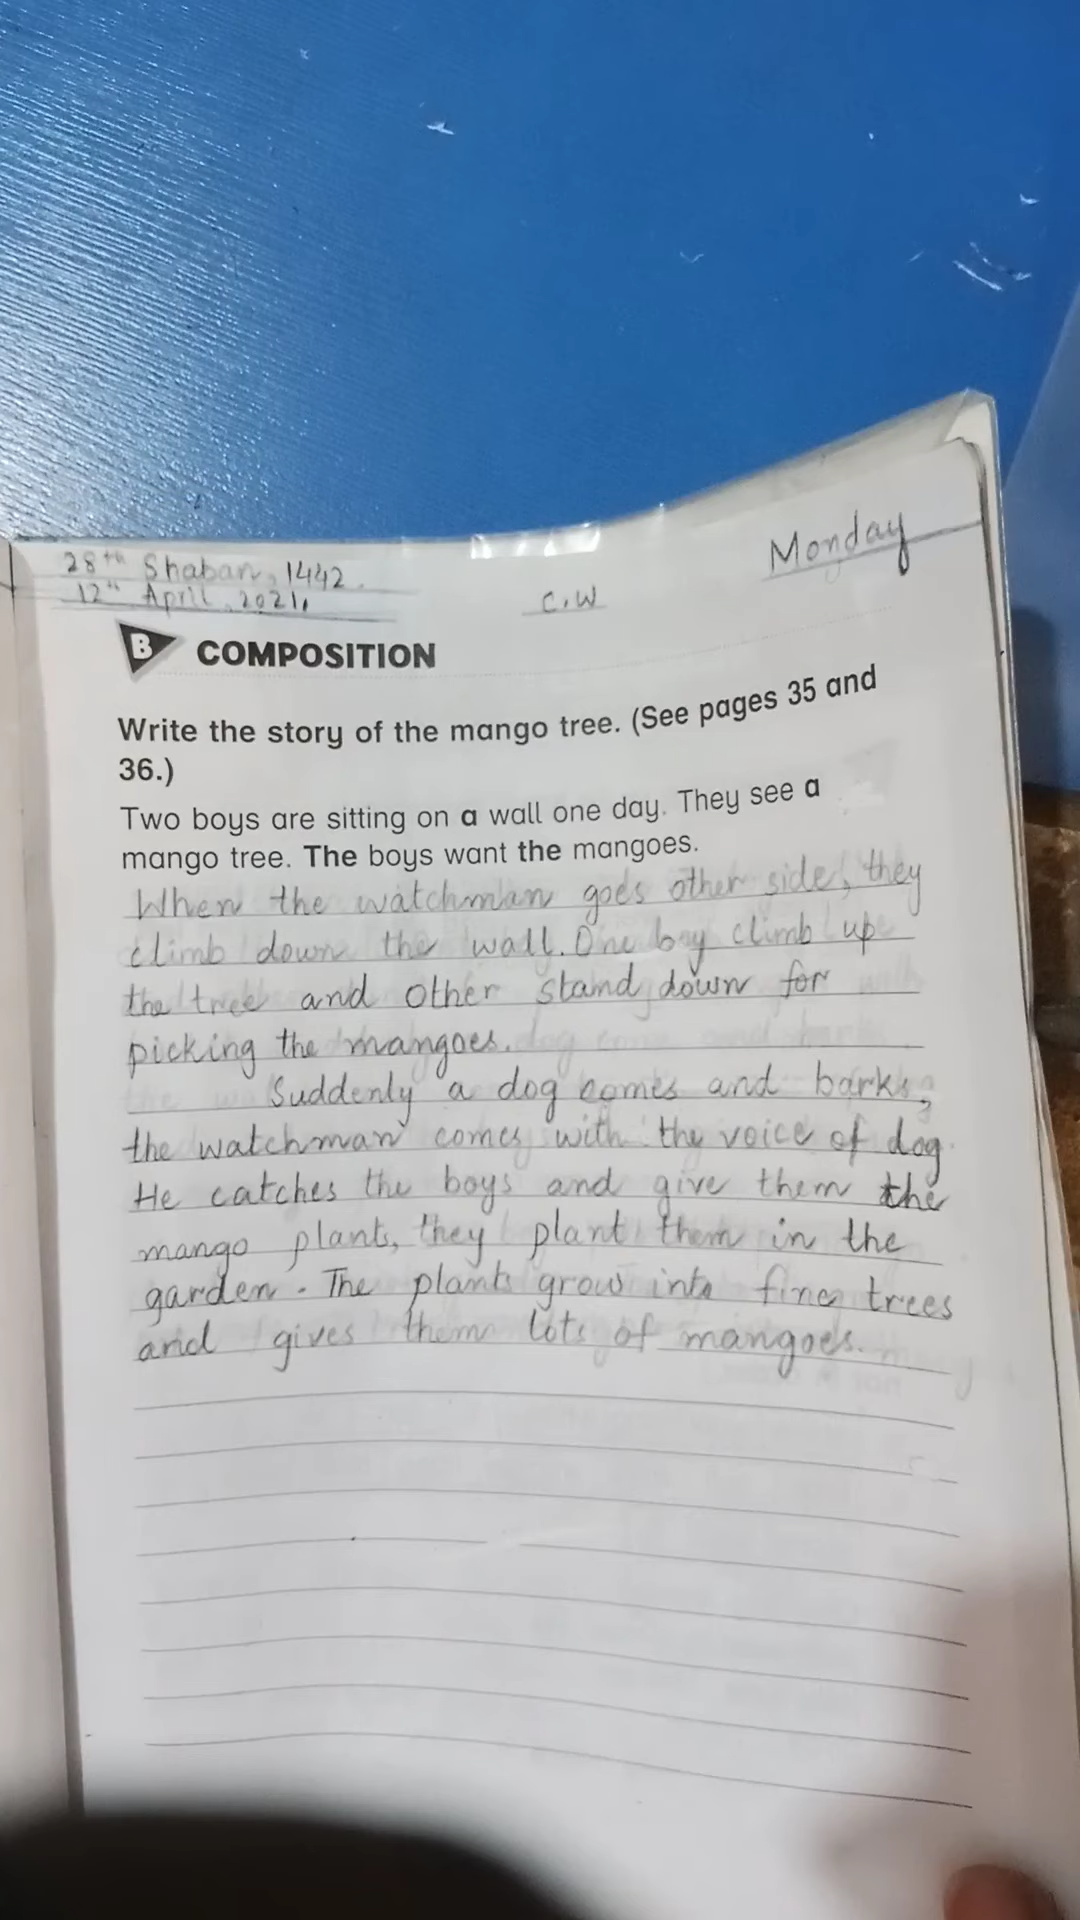 Monday
28th Shaban, 1442.
12th April, 2021.
C.W
B COMPOSITION
Write the story of the mango tree. (See pages 35 and
36.)
Two boys are sitting on a wall one day. They see a
mango tree. The boys want the mangoes.
When the watchman goes other side, they
climb down the wall. One boy climb up
the tree and other stand down for
picking the mangoes.
Suddenly a dog comes and barks,
the watchman comes with the voice of dog.
He catches the boys and give them the
mango plants, they plant them in the
garden. The plants grow into fine trees
and gives them lots of mangoes.